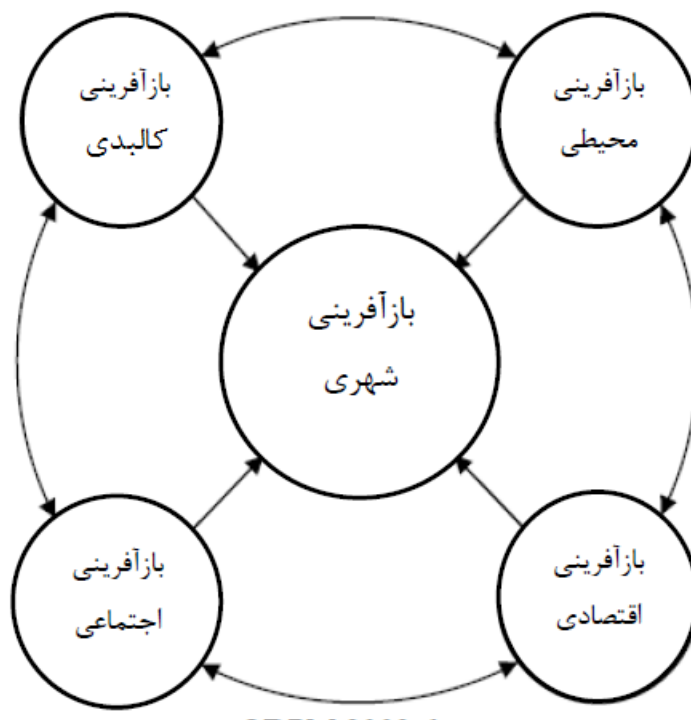 بازآفرینی
محیطی
بازآفرینی
کالبدی
بازآفرینی
شهری
بازآفرینی
اقتصادی
بازآفرینی
اجتماعی